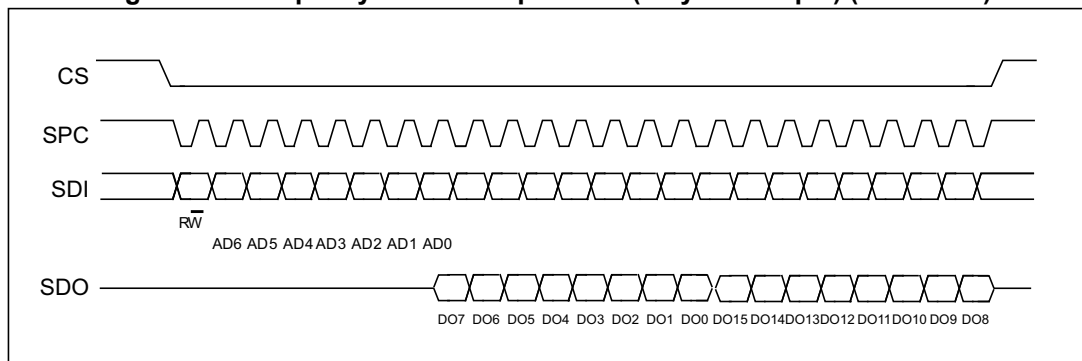 CS
SPC
SDI
RW
AD6 AD5 AD4 AD3 AD2 AD1 AD0
SDO
DO7 DO6 DO5 DO4 DO3 DO2 DO1 DO0 DO15 DO14 DO13 DO12 DO11 DO10 DO9 DO8